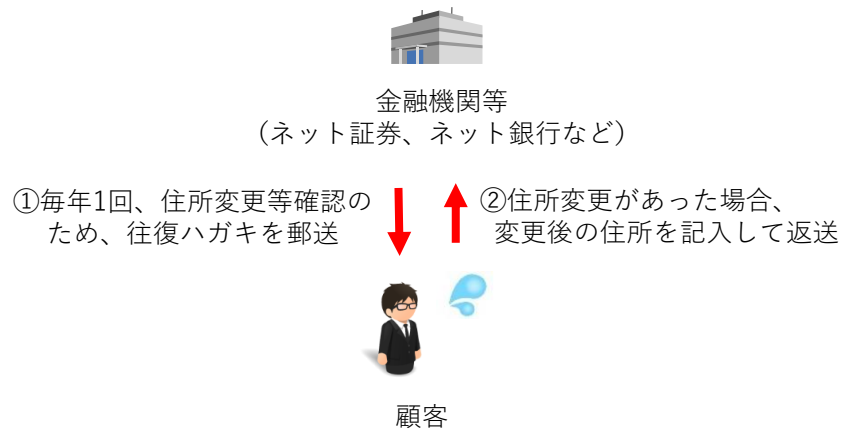 金融機関等
（ネット証券、ネット銀行など）
①毎年1回、住所変更等確認の
ため、往復ハガキを郵送
②住所変更があった場合、
変更後の住所を記入して返送
顧客